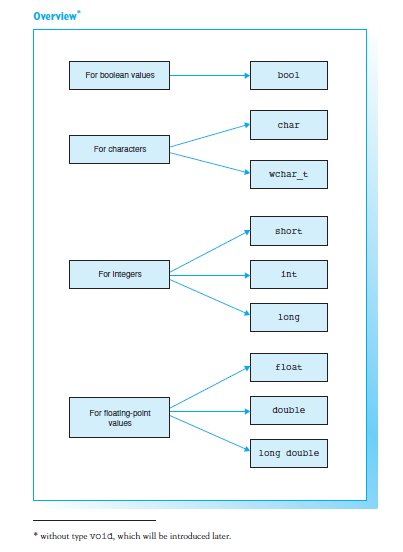 Overview*
For boolean values
bool
For characters
char
wchar_t
For integers
short
int
long
For floating-point
values
float
double
long double
* without type void, which will be introduced later.